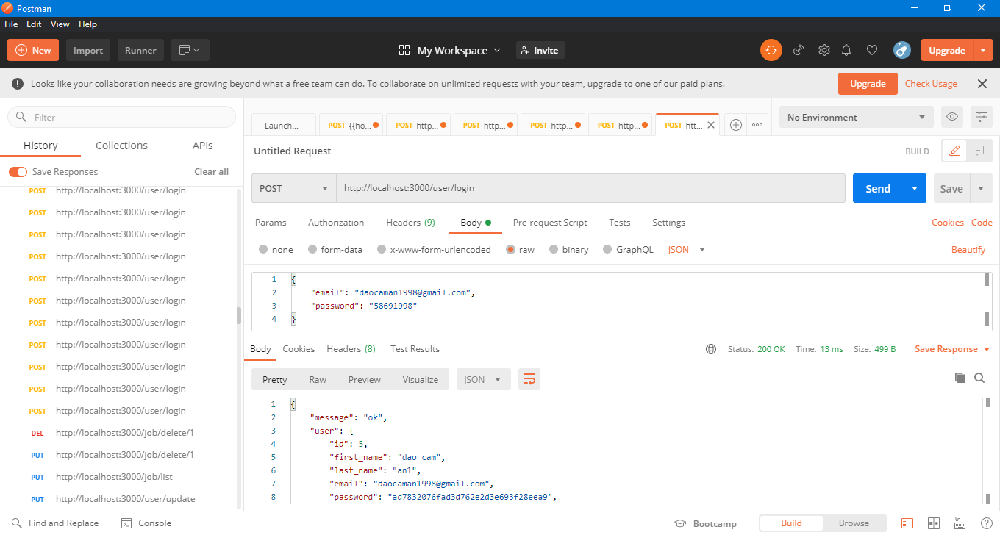 Postman
File Edit View Help
New Import Runner My Workspace Invite Upgrade
Looks like your collaboration needs are growing beyond what a free team can do. To collaborate on unlimited requests with your team, upgrade to one of our paid plans. Upgrade Check Usage
Filter
History Collections APIs
Save Responses Clear all
POST http://localhost:3000/user/login
POST http://localhost:3000/user/login
POST http://localhost:3000/user/login
POST http://localhost:3000/user/login
POST http://localhost:3000/user/login
POST http://localhost:3000/user/login
POST http://localhost:3000/user/login
POST http://localhost:3000/user/login
POST http://localhost:3000/user/login
POST http://localhost:3000/user/login
POST http://localhost:3000/user/login
DEL http://localhost:3000/job/delete/1
PUT http://localhost:3000/job/delete/1
PUT http://localhost:3000/job/list
PUT http://localhost:3000/user/update
Launch... POST {{ho... POST http... POST http... POST http... POST http... POST htt... No Environment
Untitled Request BUILD
POST http://localhost:3000/user/login Send Save
Params Authorization Headers (9) Body Pre-request Script Tests Settings Cookies Code
none form-data x-www-form-urlencoded raw binary GraphQL JSON Beautify
1 {
2 "email": "daocaman1998@gmail.com",
3 "password": "58691998"
4 }
Body Cookies Headers (8) Test Results Status: 200 OK Time: 13 ms Size: 499 B Save Response
Pretty Raw Preview Visualize JSON
1 {
2 "message": "ok",
3 "user": {
4 "id": 5,
5 "first_name": "dao cam",
6 "last_name": "an1",
7 "email": "daocaman1998@gmail.com",
8 "password": "ad7832076fad3d762e2d3e693f28eea9",
Find and Replace Console Bootcamp Build Browse